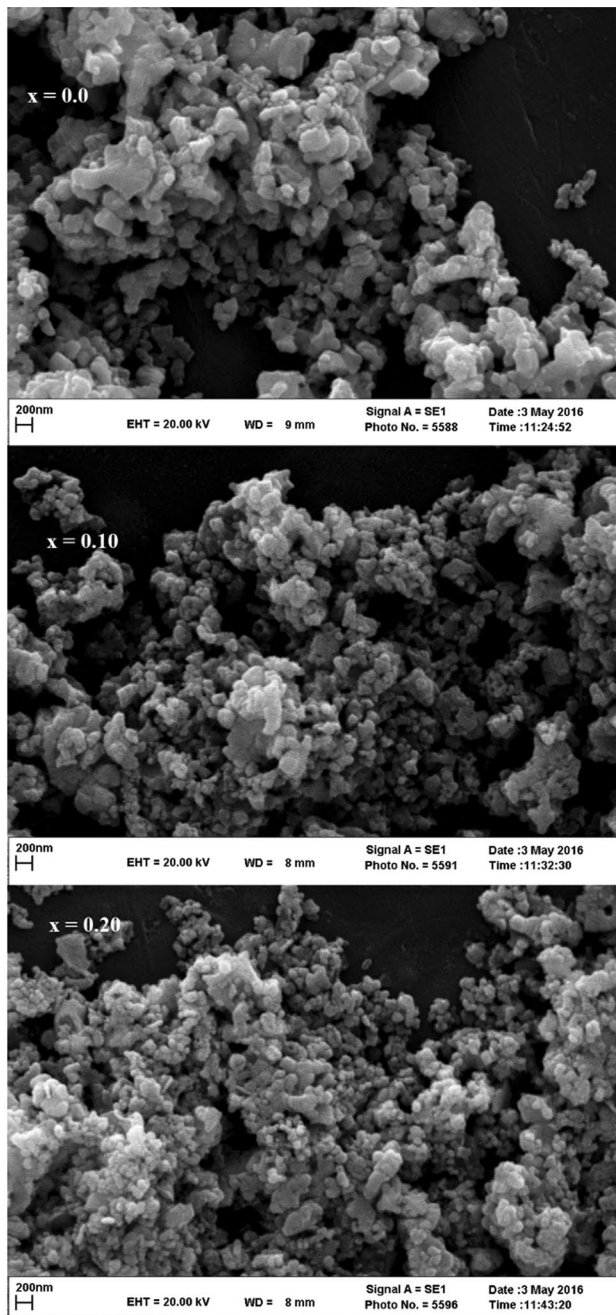 x = 0.0
200nm
EHT = 20.00 kV WD = 9 mm
Signal A = SE1 Date :3 May 2016
Photo No. = 5588 Time :11:24:52
x = 0.10
200nm
EHT = 20.00 kV WD = 8 mm
Signal A = SE1 Date :3 May 2016
Photo No. = 5591 Time :11:32:30
x = 0.20
200nm
EHT = 20.00 kV WD = 8 mm
Signal A = SE1 Date :3 May 2016
Photo No. = 5596 Time :11:43:20